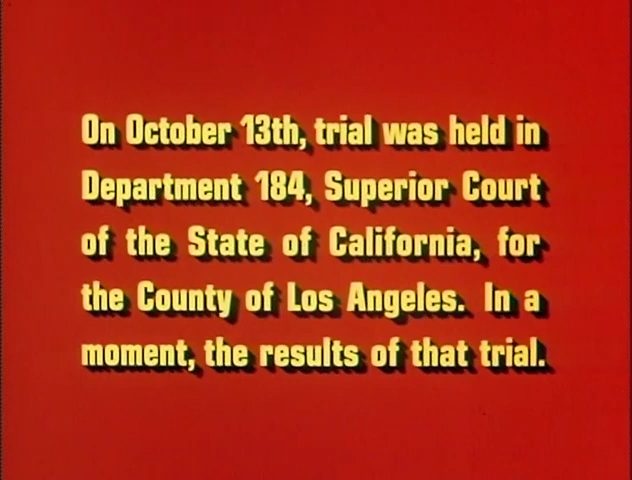 On October 13th, trial was held in
Department 184, Superior Court
of the State of California, for
the County of Los Angeles. In a
moment, the results of that trial.